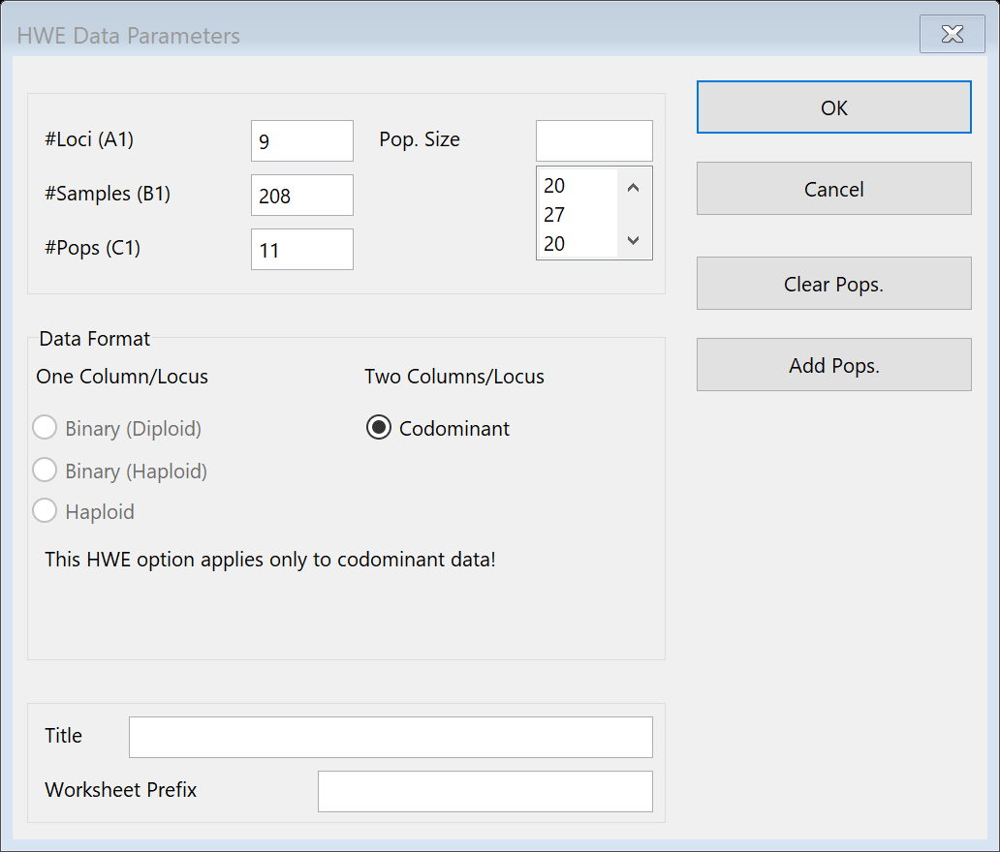 HWE Data Parameters
#Loci (A1) 9 Pop. Size
#Samples (B1) 208
#Pops (C1) 11
20
27
20
OK
Cancel
Clear Pops.
Add Pops.
Data Format
One Column/Locus Two Columns/Locus
Binary (Diploid) Codominant
Binary (Haploid)
Haploid
This HWE option applies only to codominant data!
Title
Worksheet Prefix